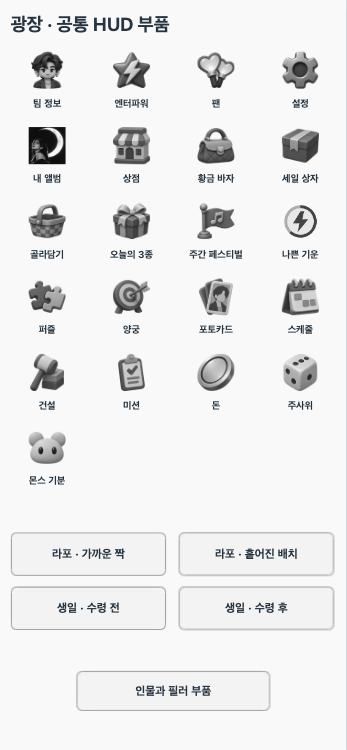 광장 · 공통 HUD 부품
팀 정보 엔터파워 팬 설정
내 앨범 상점 황금 바자 세일 상자
골라담기 오늘의 3종 주간 페스티벌 나쁜 기운
퍼즐 양궁 포토카드 스케줄
건설 미션 돈 주사위
몬스 기분
라포 · 가까운 짝 라포 · 흩어진 배치
생일 · 수령 전 생일 · 수령 후
인물과 필러 부품